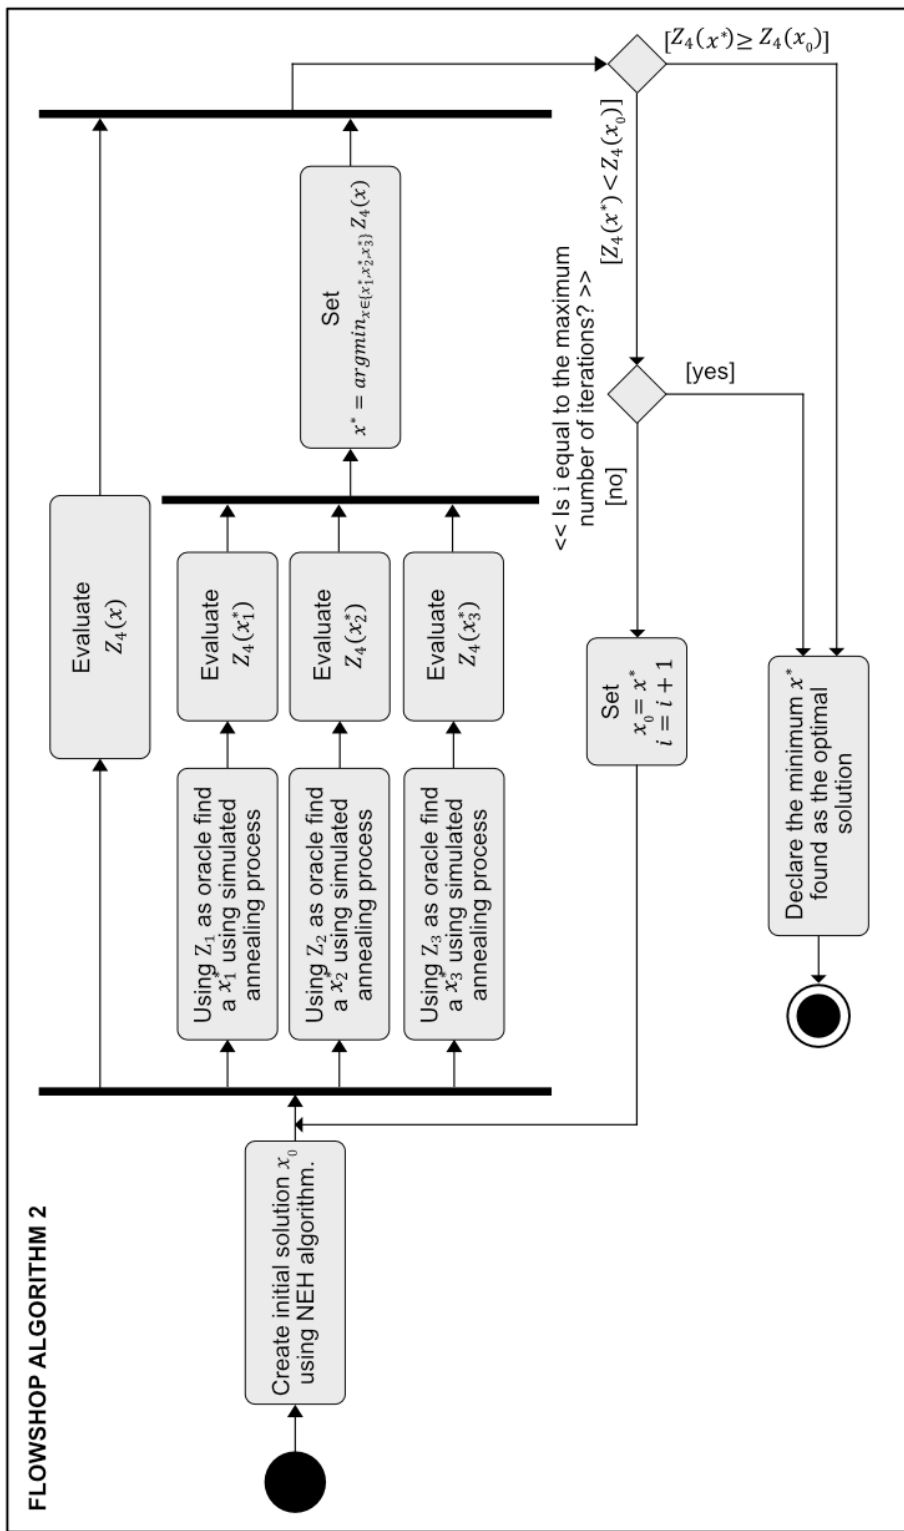 FLOWSHOP ALGORITHM 2
Create initial solution x₀
using NEH algorithm.
Evaluate
Z₄(x)
Using Z₁ as oracle find
a x₁* using simulated
annealing process
Evaluate
Z₄(x₁*)
Using Z₂ as oracle find
a x₂* using simulated
annealing process
Evaluate
Z₄(x₂*)
Using Z₃ as oracle find
a x₃* using simulated
annealing process
Evaluate
Z₄(x₃*)
Set
x* = argminₓ∈{x₁*,x₂*,x₃*} Z₄(x)
[Z₄(x*) ≥ Z₄(x₀)]
[Z₄(x*) < Z₄(x₀)]
<< Is i equal to the maximum
number of iterations? >>
[yes]
[no]
Set
x₀ = x*
i = i + 1
Declare the minimum x*
found as the optimal
solution